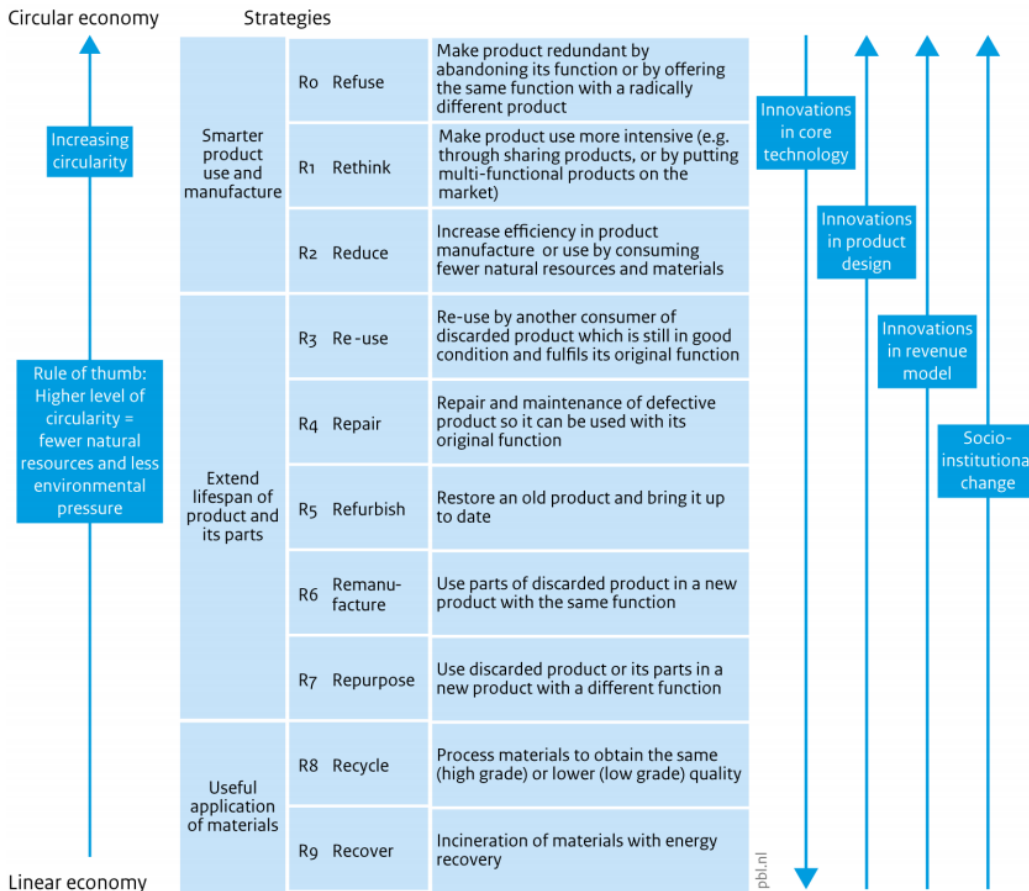 Circular economy
Strategies
Increasing
circularity
Rule of thumb:
Higher level of
circularity =
fewer natural
resources and less
environmental
pressure
Linear economy
Smarter
product
use and
manufacture
R0 Refuse
Make product redundant by
abandoning its function or by offering
the same function with a radically
different product
R1 Rethink
Make product use more intensive (e.g.
through sharing products, or by putting
multi-functional products on the
market)
R2 Reduce
Increase efficiency in product
manufacture or use by consuming
fewer natural resources and materials
Extend
lifespan of
product and
its parts
R3 Re-use
Re-use by another consumer of
discarded product which is still in good
condition and fulfils its original function
R4 Repair
Repair and maintenance of defective
product so it can be used with its
original function
R5 Refurbish
Restore an old product and bring it up
to date
R6 Remanu-
facture
Use parts of discarded product in a new
product with the same function
R7 Repurpose
Use discarded product or its parts in a
new product with a different function
Useful
application
of materials
R8 Recycle
Process materials to obtain the same
(high grade) or lower (low grade) quality
R9 Recover
Incineration of materials with energy
recovery
pbl.nl
Innovations
in core
technology
Innovations
in product
design
Innovations
in revenue
model
Socio-
institutional
change